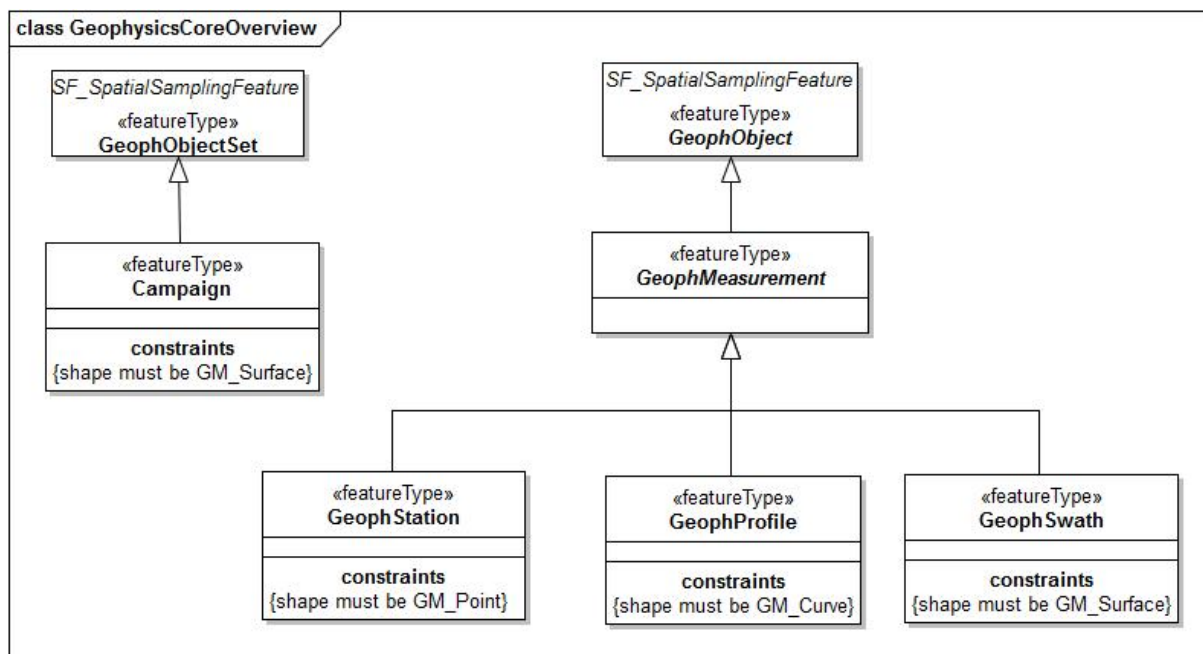 class GeophysicsCoreOverview
SF_SpatialSamplingFeature
«featureType»
GeophObjectSet
SF_SpatialSamplingFeature
«featureType»
GeophObject
«featureType»
Campaign
constraints
{shape must be GM_Surface}
«featureType»
GeophMeasurement
«featureType»
GeophStation
constraints
{shape must be GM_Point}
«featureType»
GeophProfile
constraints
{shape must be GM_Curve}
«featureType»
GeophSwath
constraints
{shape must be GM_Surface}